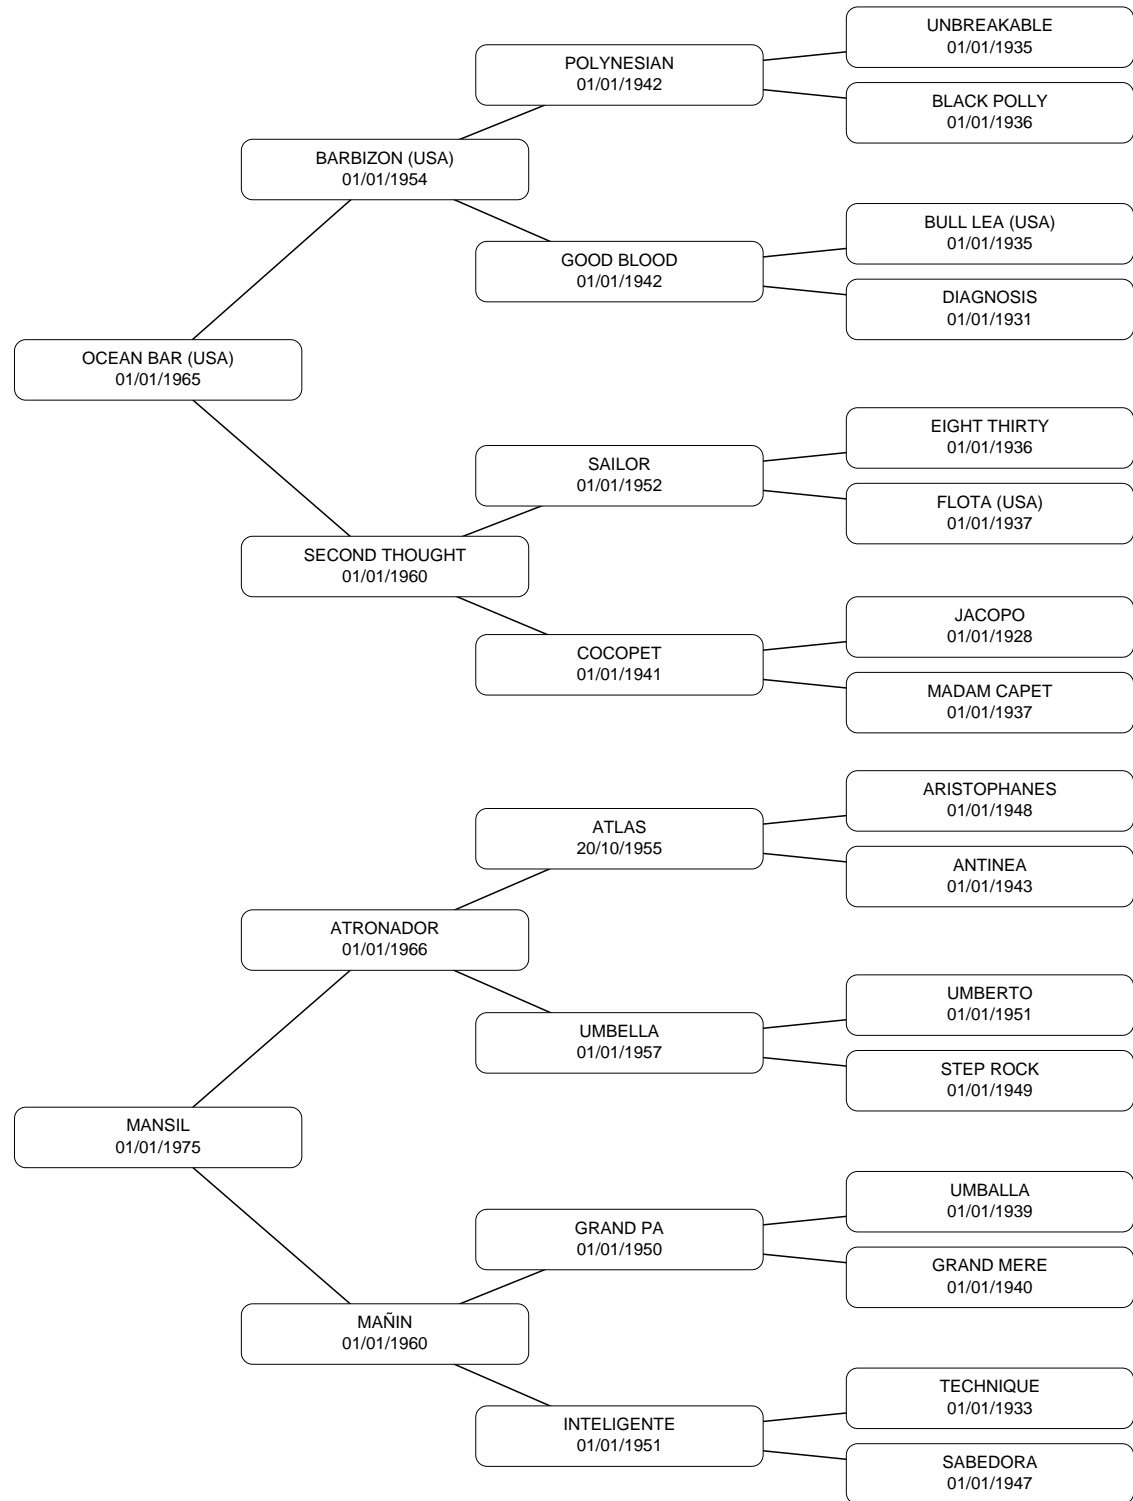 UNBREAKABLE
01/01/1935
POLYNESIAN
01/01/1942
BLACK POLLY
01/01/1936
BARBIZON (USA)
01/01/1954
BULL LEA (USA)
01/01/1935
GOOD BLOOD
01/01/1942
DIAGNOSIS
01/01/1931
OCEAN BAR (USA)
01/01/1965
EIGHT THIRTY
01/01/1936
SAILOR
01/01/1952
FLOTA (USA)
01/01/1937
SECOND THOUGHT
01/01/1960
JACOPO
01/01/1928
COCOPET
01/01/1941
MADAM CAPET
01/01/1937
ARISTOPHANES
01/01/1948
ATLAS
20/10/1955
ANTINEA
01/01/1943
ATRONADOR
01/01/1966
UMBERTO
01/01/1951
UMBELLA
01/01/1957
STEP ROCK
01/01/1949
MANSIL
01/01/1975
UMBALLA
01/01/1939
GRAND PA
01/01/1950
GRAND MERE
01/01/1940
MAÑIN
01/01/1960
TECHNIQUE
01/01/1933
INTELIGENTE
01/01/1951
SABEDORA
01/01/1947